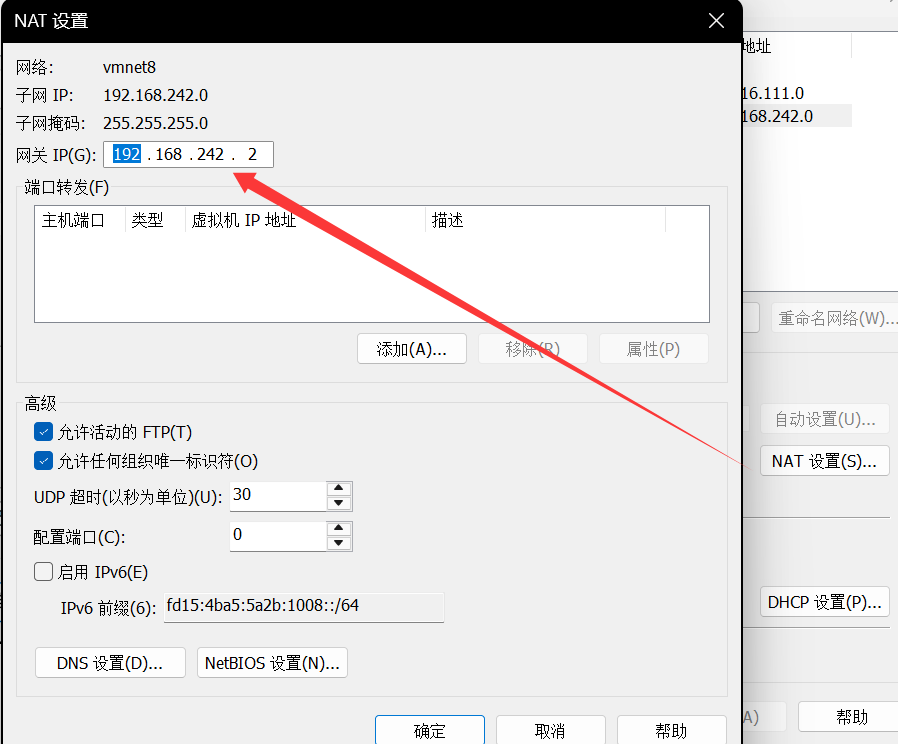 NAT 设置
地址
网络: vmnet8
子网 IP: 192.168.242.0
16.111.0
子网掩码: 255.255.255.0
168.242.0
网关 IP(G): 192 . 168 . 242 . 2
端口转发(F)
主机端口 类型 虚拟机 IP 地址 描述
重命名网络(W)...
添加(A)... 移除(R) 属性(P)
高级
自动设置(U)...
允许活动的 FTP(T)
允许任何组织唯一标识符(O)
NAT 设置(S)...
UDP 超时(以秒为单位)(U): 30
配置端口(C): 0
启用 IPv6(E)
DHCP 设置(P)...
IPv6 前缀(6): fd15:4ba5:5a2b:1008::/64
DNS 设置(D)... NetBIOS 设置(N)...
A) 帮助
确定 取消 帮助